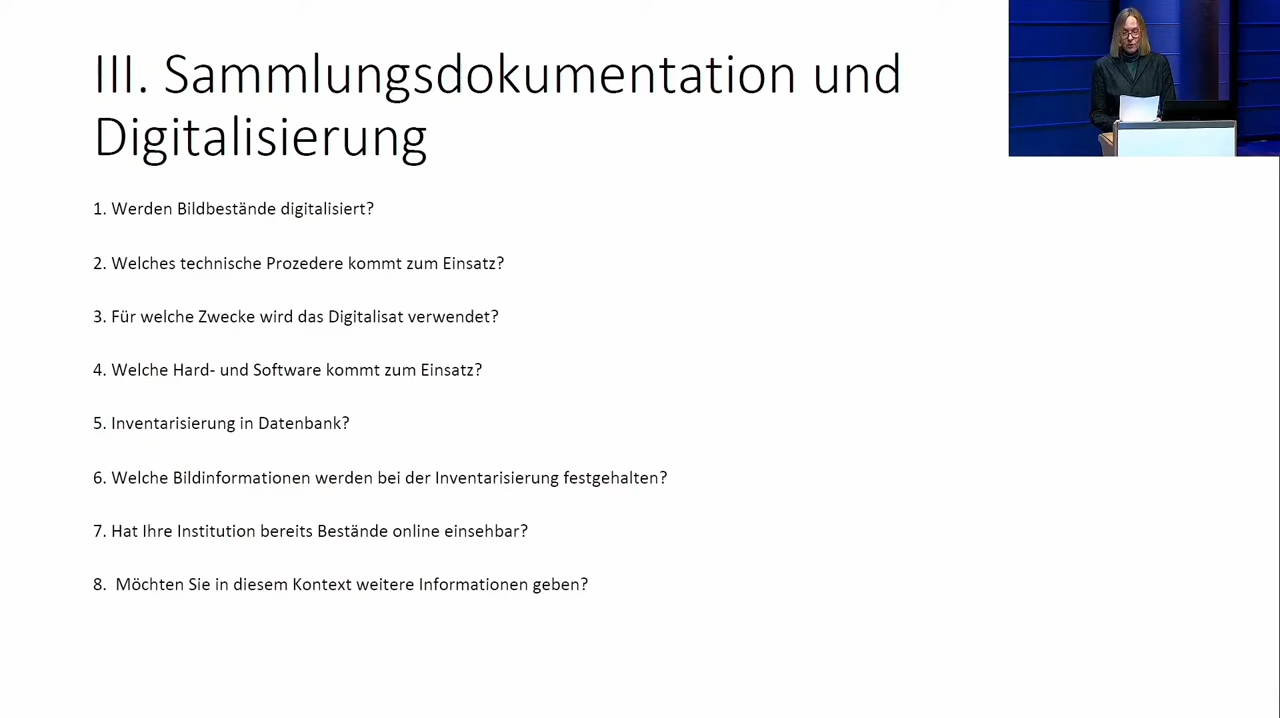 III. Sammlungsdokumentation und
Digitalisierung
1. Werden Bildbestände digitalisiert?
2. Welches technische Prozedere kommt zum Einsatz?
3. Für welche Zwecke wird das Digitalisat verwendet?
4. Welche Hard- und Software kommt zum Einsatz?
5. Inventarisierung in Datenbank?
6. Welche Bildinformationen werden bei der Inventarisierung festgehalten?
7. Hat Ihre Institution bereits Bestände online einsehbar?
8.  Möchten Sie in diesem Kontext weitere Informationen geben?